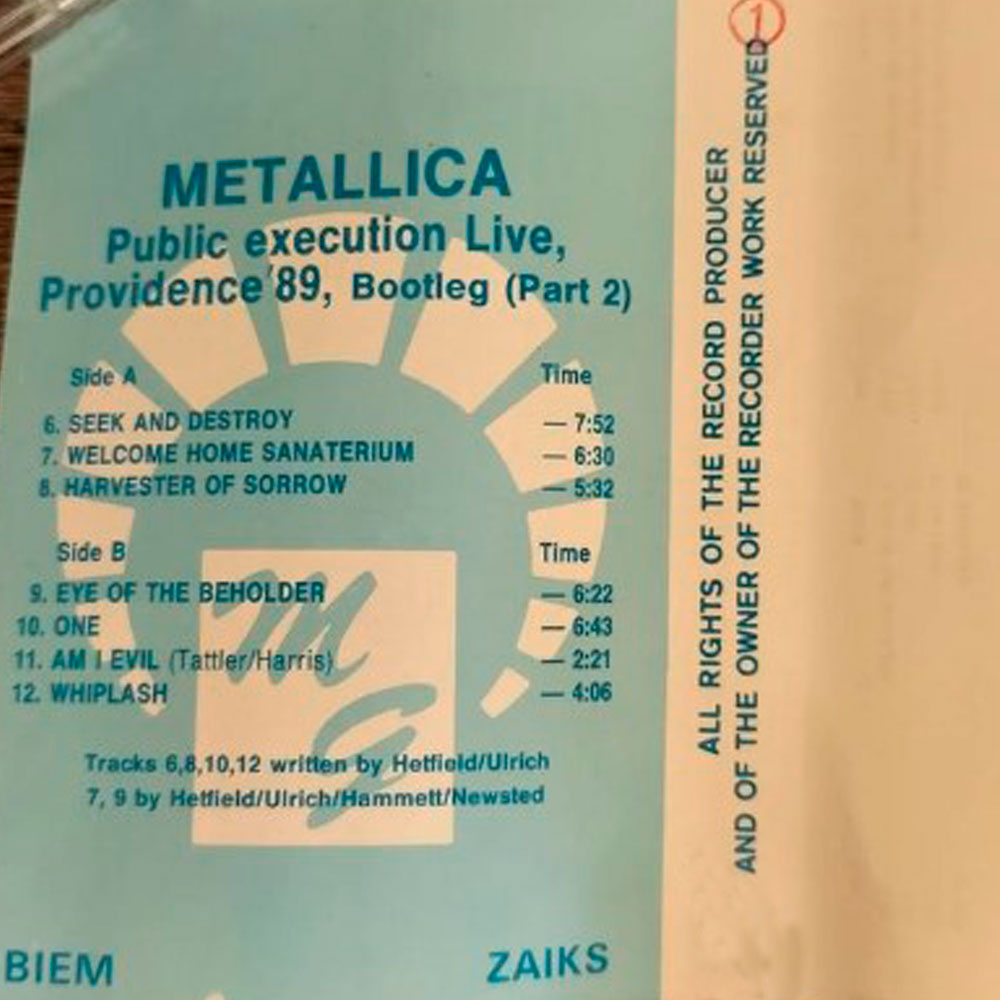 METALLICA
Public execution Live,
Providence '89, Bootleg (Part 2)
Side A Time
6. SEEK AND DESTROY — 7:52
7. WELCOME HOME SANATERIUM — 6:30
8. HARVESTER OF SORROW — 5:32
Side B Time
9. EYE OF THE BEHOLDER — 6:22
10. ONE — 6:43
11. AM I EVIL (Tattler/Harris) — 2:21
12. WHIPLASH — 4:06
Tracks 6,8,10,12 written by Hetfield/Ulrich
7, 9 by Hetfield/Ulrich/Hammett/Newsted
MG
BIEM ZAIKS
ALL RIGHTS OF THE RECORD PRODUCER
AND OF THE OWNER OF THE RECORDER WORK RESERVED
1